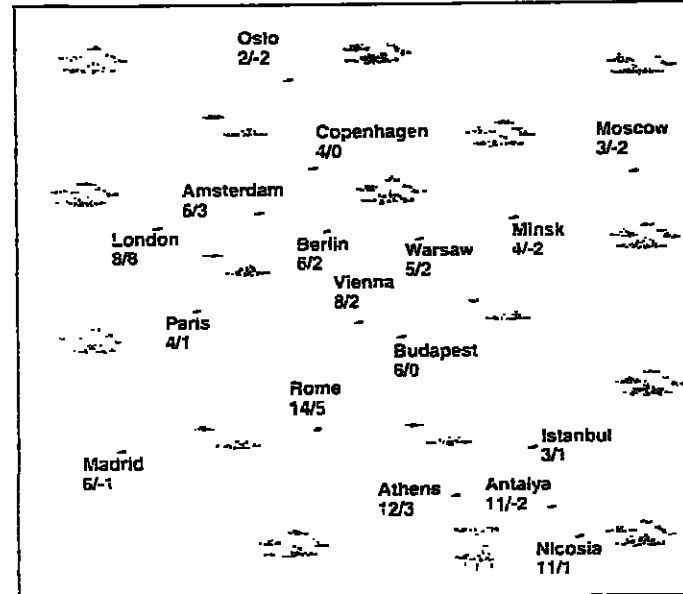 Oslo
2/-2
Copenhagen
4/0
Moscow
3/-2
Amsterdam
6/3
London
8/8
Berlin
6/2
Warsaw
5/2
Minsk
4/-2
Vienna
8/2
Paris
4/1
Budapest
6/0
Rome
14/5
Istanbul
3/1
Madrid
6/-1
Athens
12/3
Antalya
11/-2
Nicosia
11/1